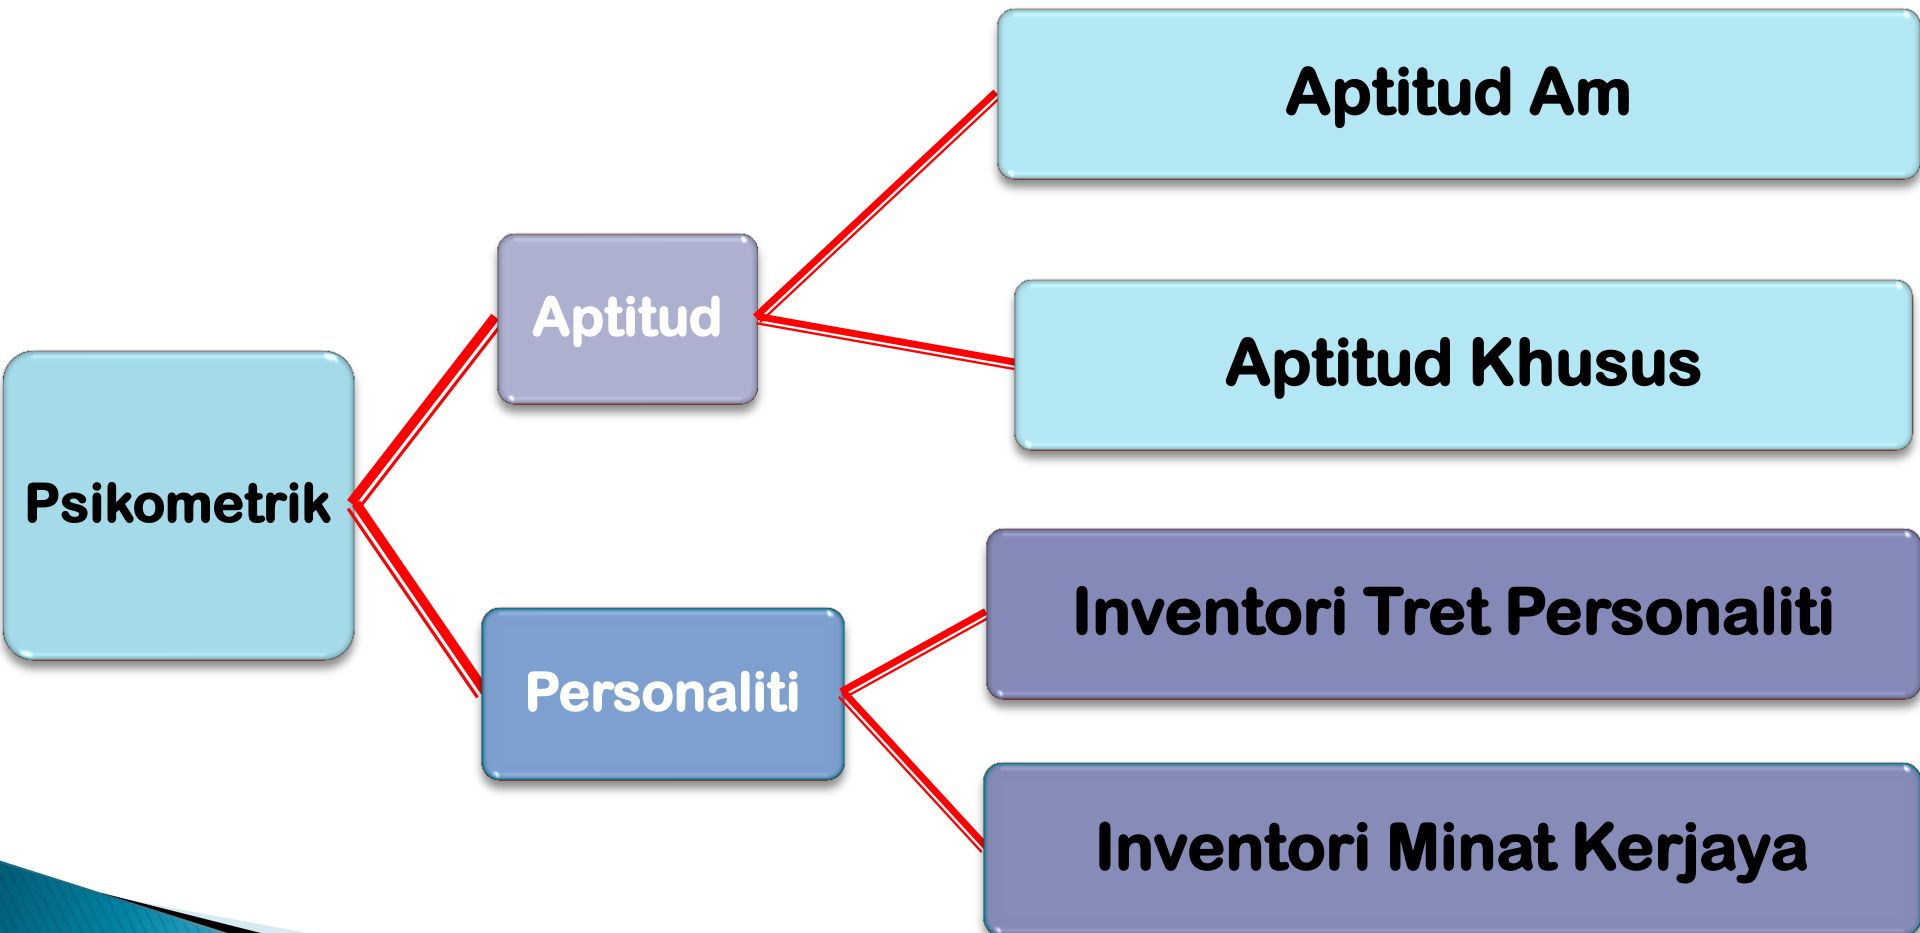 Psikometrik
Aptitud
Aptitud Am
Aptitud Khusus
Personaliti
Inventori Tret Personaliti
Inventori Minat Kerjaya